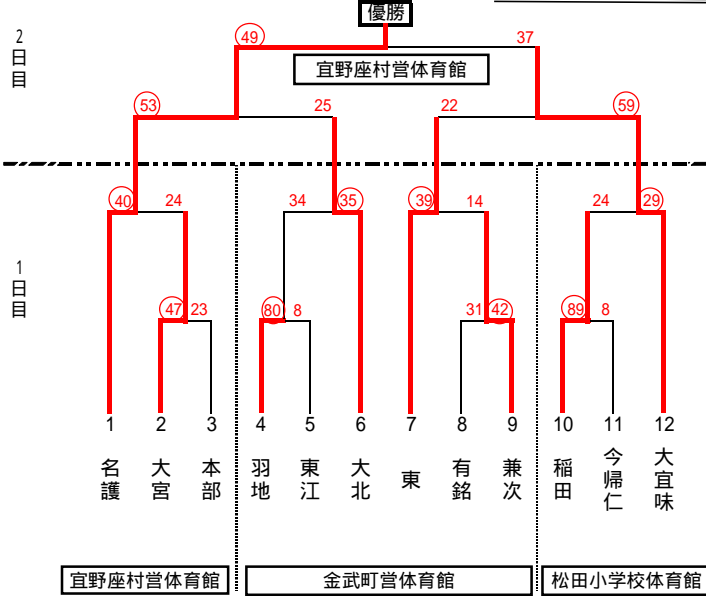 優勝
2日目
49
37
宜野座村営体育館
53
25
22
59
40
24
34
35
39
14
24
29
1日目
47
23
80
8
31
42
89
8
1
2
3
4
5
6
7
8
9
10
11
12
名護
大宮
本部
羽地
東江
大北
東
有銘
兼次
稲田
今帰仁
大宜味
宜野座村営体育館
金武町営体育館
松田小学校体育館